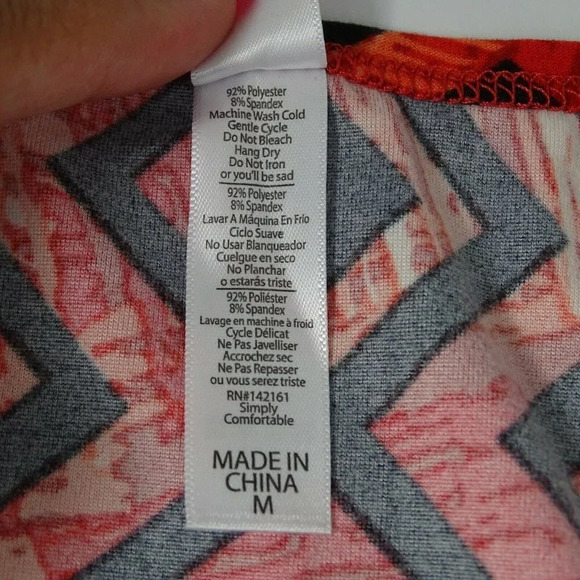 92% Polyester
8% Spandex
Machine Wash Cold
Gentle Cycle
Do Not Bleach
Hang Dry
Do Not Iron
or you'll be sad
92% Polyester
8% Spandex
Lavar A Máquina En Frío
Ciclo Suave
No Usar Blanqueador
Cuelgue en seco
No Planchar
o estarás triste
92% Poliéster
8% Spandex
Lavage en machine à froid
Cycle Délicat
Ne Pas Javelliser
Accrochez sec
Ne Pas Repasser
ou vous serez triste
RN#142161
Simply
Comfortable
MADE IN
CHINA
M